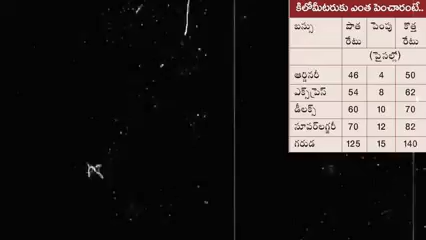 కిలోమీటరుకు ఎంత పెంచారంటే..
బస్సు పాత రేటు పెంపు కొత్త రేటు
(పైసల్లో)
ఆర్డినరీ 46 4 50
ఎక్స్‌ప్రెస్ 54 8 62
డీలక్స్ 60 10 70
సూపర్‌లగ్జరీ 70 12 82
గరుడ 125 15 140